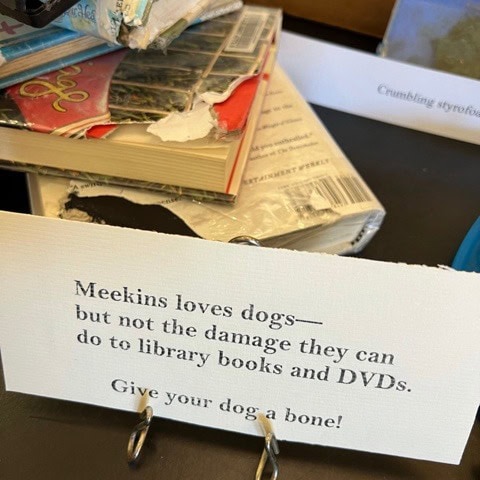 Crumbling styrofoa
Meekins loves dogs—
but not the damage they can
do to library books and DVDs.
Give your dog a bone!